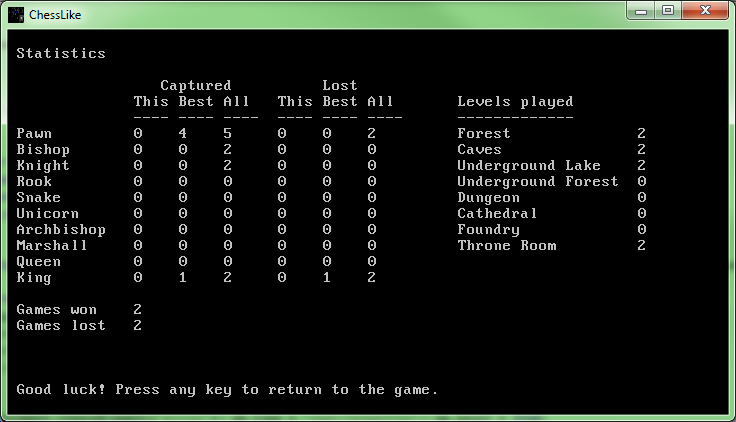 ChessLike
Statistics
Captured Lost
This Best All This Best All Levels played
---- ---- ---- ---- ---- ---- -------------
Pawn 0 4 5 0 0 2 Forest 2
Bishop 0 0 2 0 0 0 Caves 2
Knight 0 0 2 0 0 0 Underground Lake 2
Rook 0 0 0 0 0 0 Underground Forest 0
Snake 0 0 0 0 0 0 Dungeon 0
Unicorn 0 0 0 0 0 0 Cathedral 0
Archbishop 0 0 0 0 0 0 Foundry 0
Marshall 0 0 0 0 0 0 Throne Room 2
Queen 0 0 0 0 0 0
King 0 1 2 0 1 2
Games won 2
Games lost 2
Good luck! Press any key to return to the game.